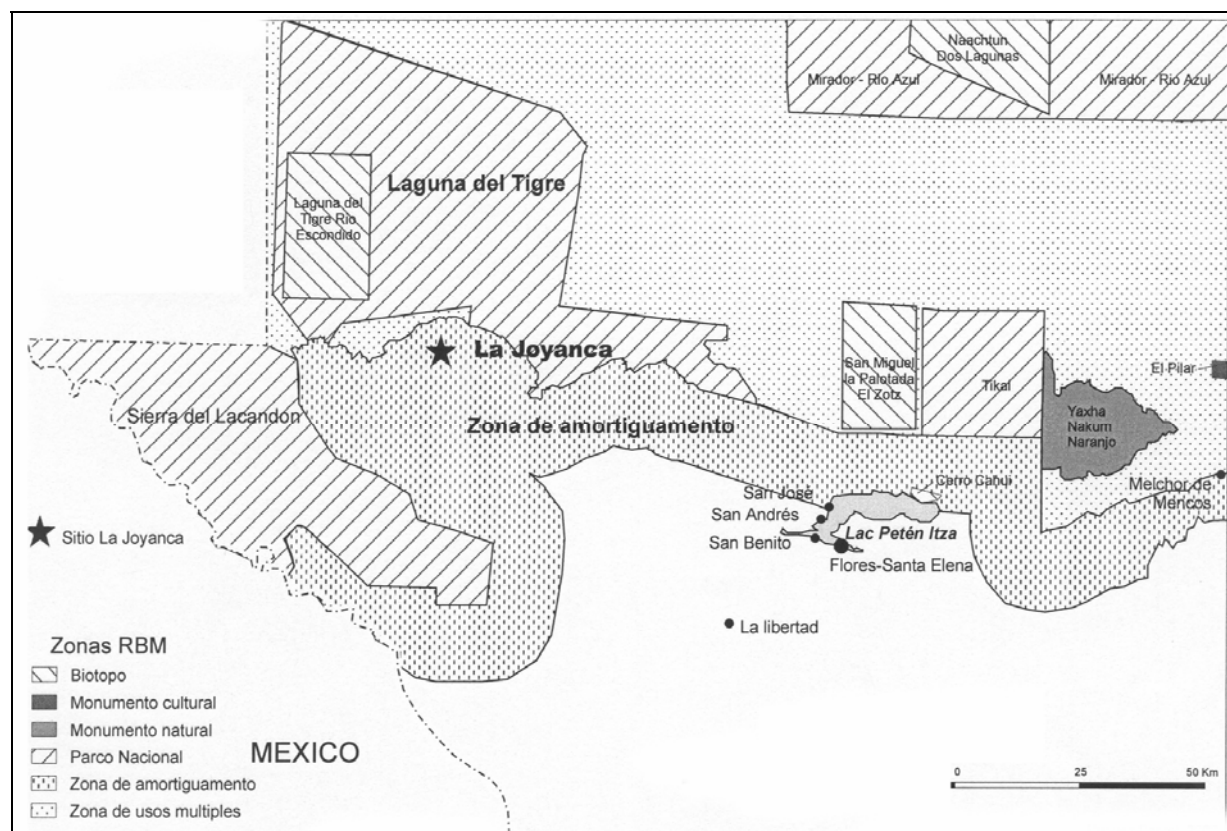 Naachtun
Dos Lagunas
Mirador - Rio Azul
Mirador - Rio Azul
Laguna del Tigre
Laguna del
Tigre Rio
Escondido
La Joyanca
San Miguel
la Palotada
El Zotz
Tikal
El Pilar
Yaxha
Nakum
Naranjo
Sierra del Lacandon
Zona de amortiguamento
Cerro Cahui
Melchor de
Mencos
San José
San Andrés
San Benito
Lac Petén Itza
Flores-Santa Elena
Sitio La Joyanca
La libertad
Zonas RBM
Biotopo
Monumento cultural
Monumento natural
Parco Nacional
Zona de amortiguamento
Zona de usos multiples
MEXICO
0 25 50 Km